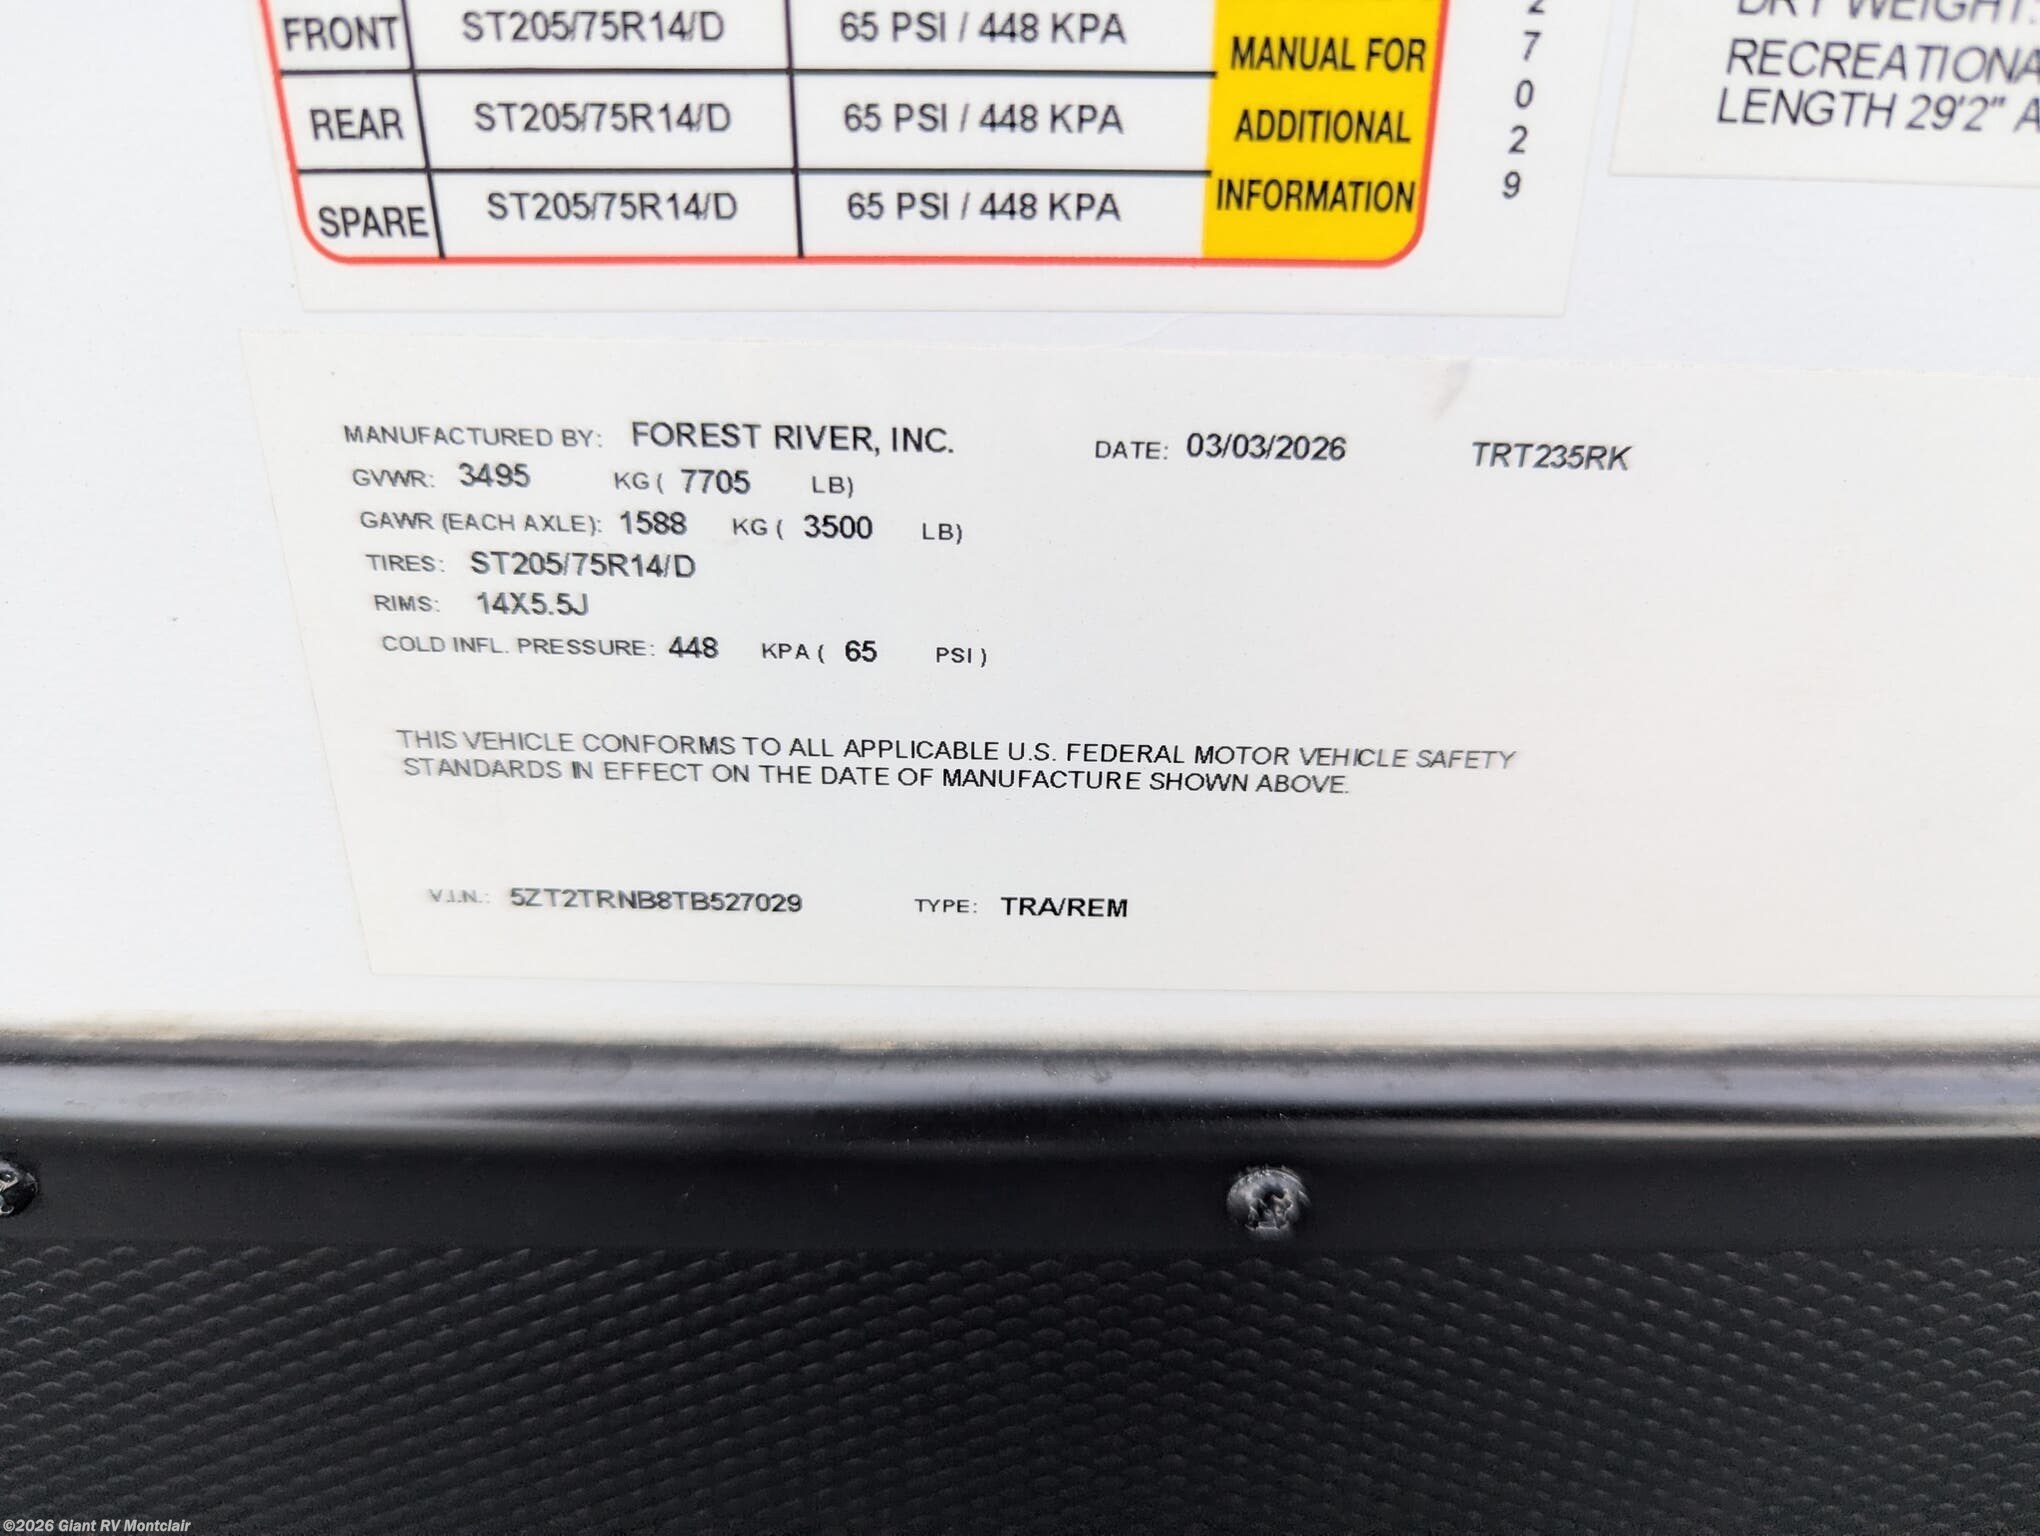 FRONT ST205/75R14/D 65 PSI / 448 KPA
REAR ST205/75R14/D 65 PSI / 448 KPA
SPARE ST205/75R14/D 65 PSI / 448 KPA
MANUAL FOR
ADDITIONAL
INFORMATION
2
7
0
2
9
DRY WEIGHT:
RECREATIONA
LENGTH 29'2" A
MANUFACTURED BY: FOREST RIVER, INC. DATE: 03/03/2026 TRT235RK
GVWR: 3495 KG ( 7705 LB)
GAWR (EACH AXLE): 1588 KG ( 3500 LB)
TIRES: ST205/75R14/D
RIMS: 14X5.5J
COLD INFL. PRESSURE: 448 KPA ( 65 PSI )
THIS VEHICLE CONFORMS TO ALL APPLICABLE U.S. FEDERAL MOTOR VEHICLE SAFETY
STANDARDS IN EFFECT ON THE DATE OF MANUFACTURE SHOWN ABOVE.
V.I.N.: 5ZT2TRNB8TB527029 TYPE: TRA/REM
©2026 Giant RV Montclair